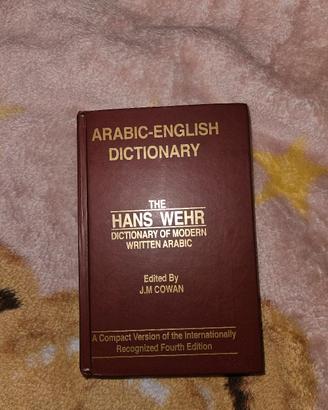 ARABIC-ENGLISH
DICTIONARY
THE
HANS WEHR
DICTIONARY OF MODERN
WRITTEN ARABIC
Edited By
J.M COWAN
A Compact Version of the Internationally
Recognized Fourth Edition